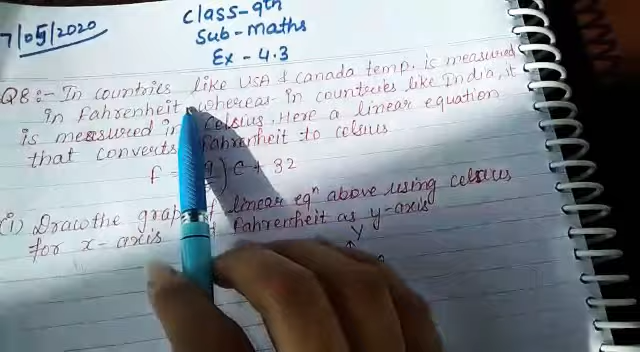 7/05/2020
Class-9th
Sub-maths
Ex-4.3
Q8:- In countries like USA & Canada temp. is measured
in Fahrenheit whereas in countries like India, it
is measured in Celsius. Here a linear equation
that converts Fahrenheit to celsius
f = ) C + 32
(i) Draw the graph linear eqⁿ above using celsius
for x-axis fahrenheit as y-axis
Y